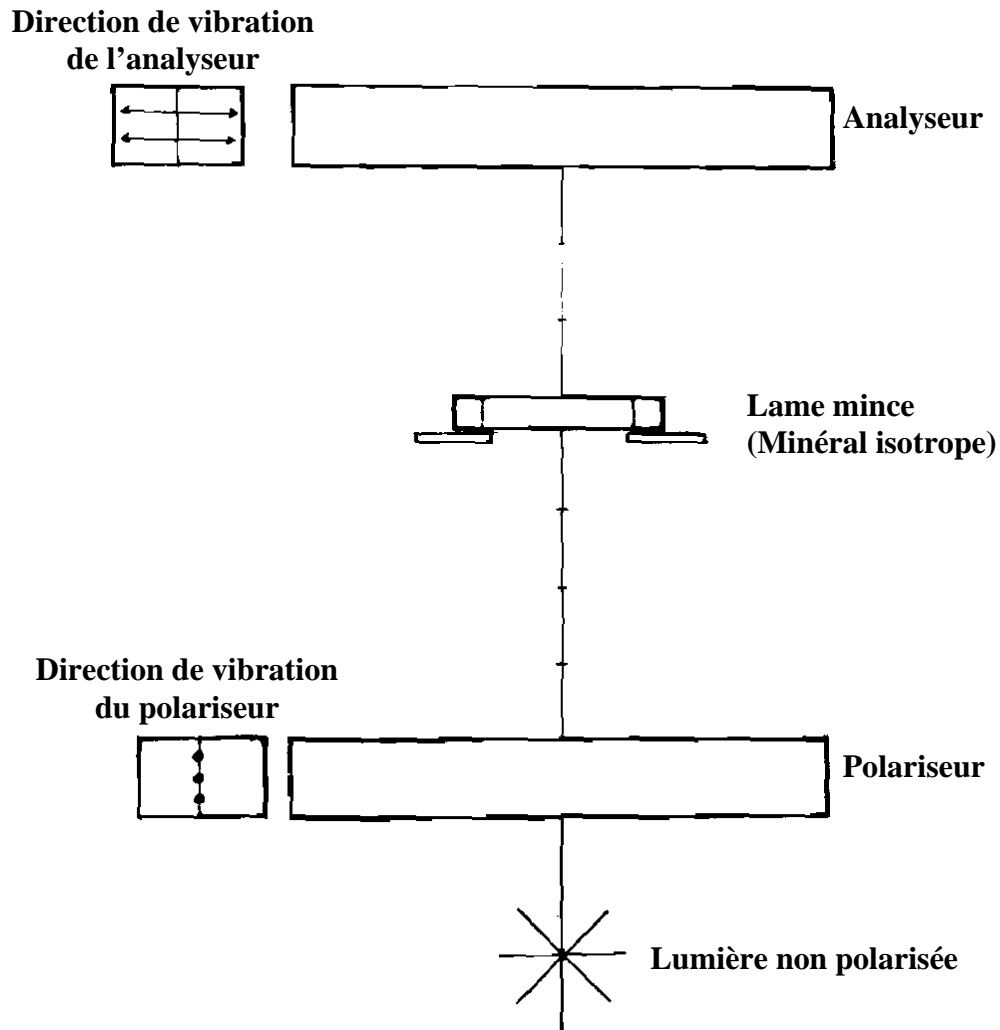 Direction de vibration
de l’analyseur
Analyseur
Lame mince
(Minéral isotrope)
Direction de vibration
du polariseur
Polariseur
Lumière non polarisée